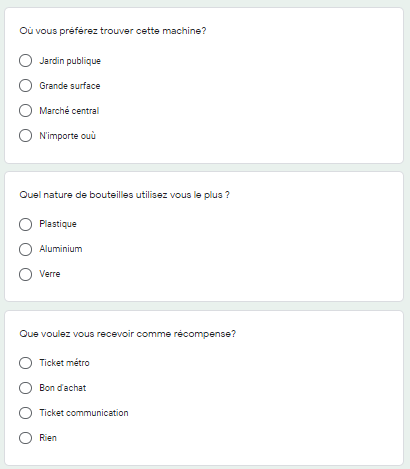 Où vous préférez trouver cette machine?
Jardin publique
Grande surface
Marché central
N'importe ouù
Quel nature de bouteilles utilisez vous le plus ?
Plastique
Aluminium
Verre
Que voulez vous recevoir comme récompense?
Ticket métro
Bon d'achat
Ticket communication
Rien